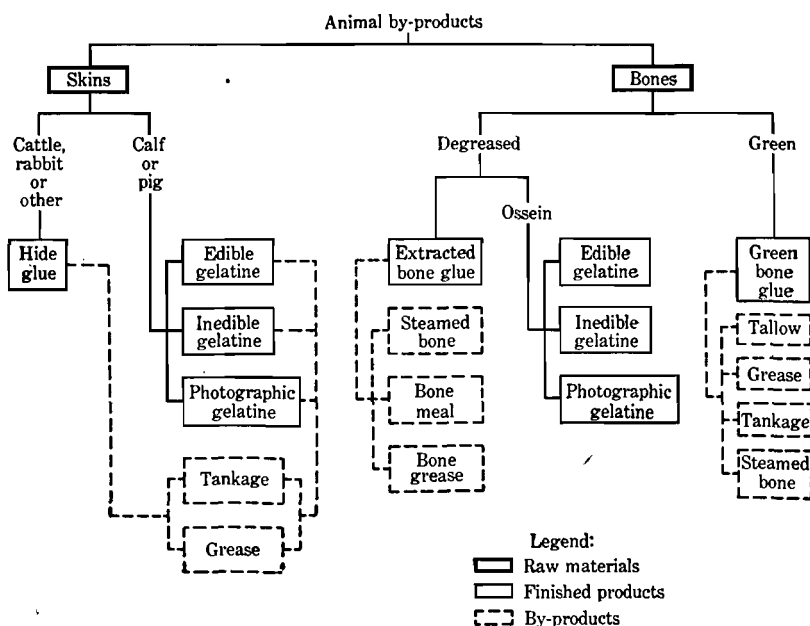 Animal by-products
Skins
Bones
Cattle,
rabbit
or
other
Calf
or
pig
Degreased
Green
Ossein
Hide
glue
Edible
gelatine
Inedible
gelatine
Photographic
gelatine
Tankage
Grease
Extracted
bone glue
Steamed
bone
Bone
meal
Bone
grease
Edible
gelatine
Inedible
gelatine
Photographic
gelatine
Green
bone
glue
Tallow
Grease
Tankage
Steamed
bone
Legend:
Raw materials
Finished products
By-products